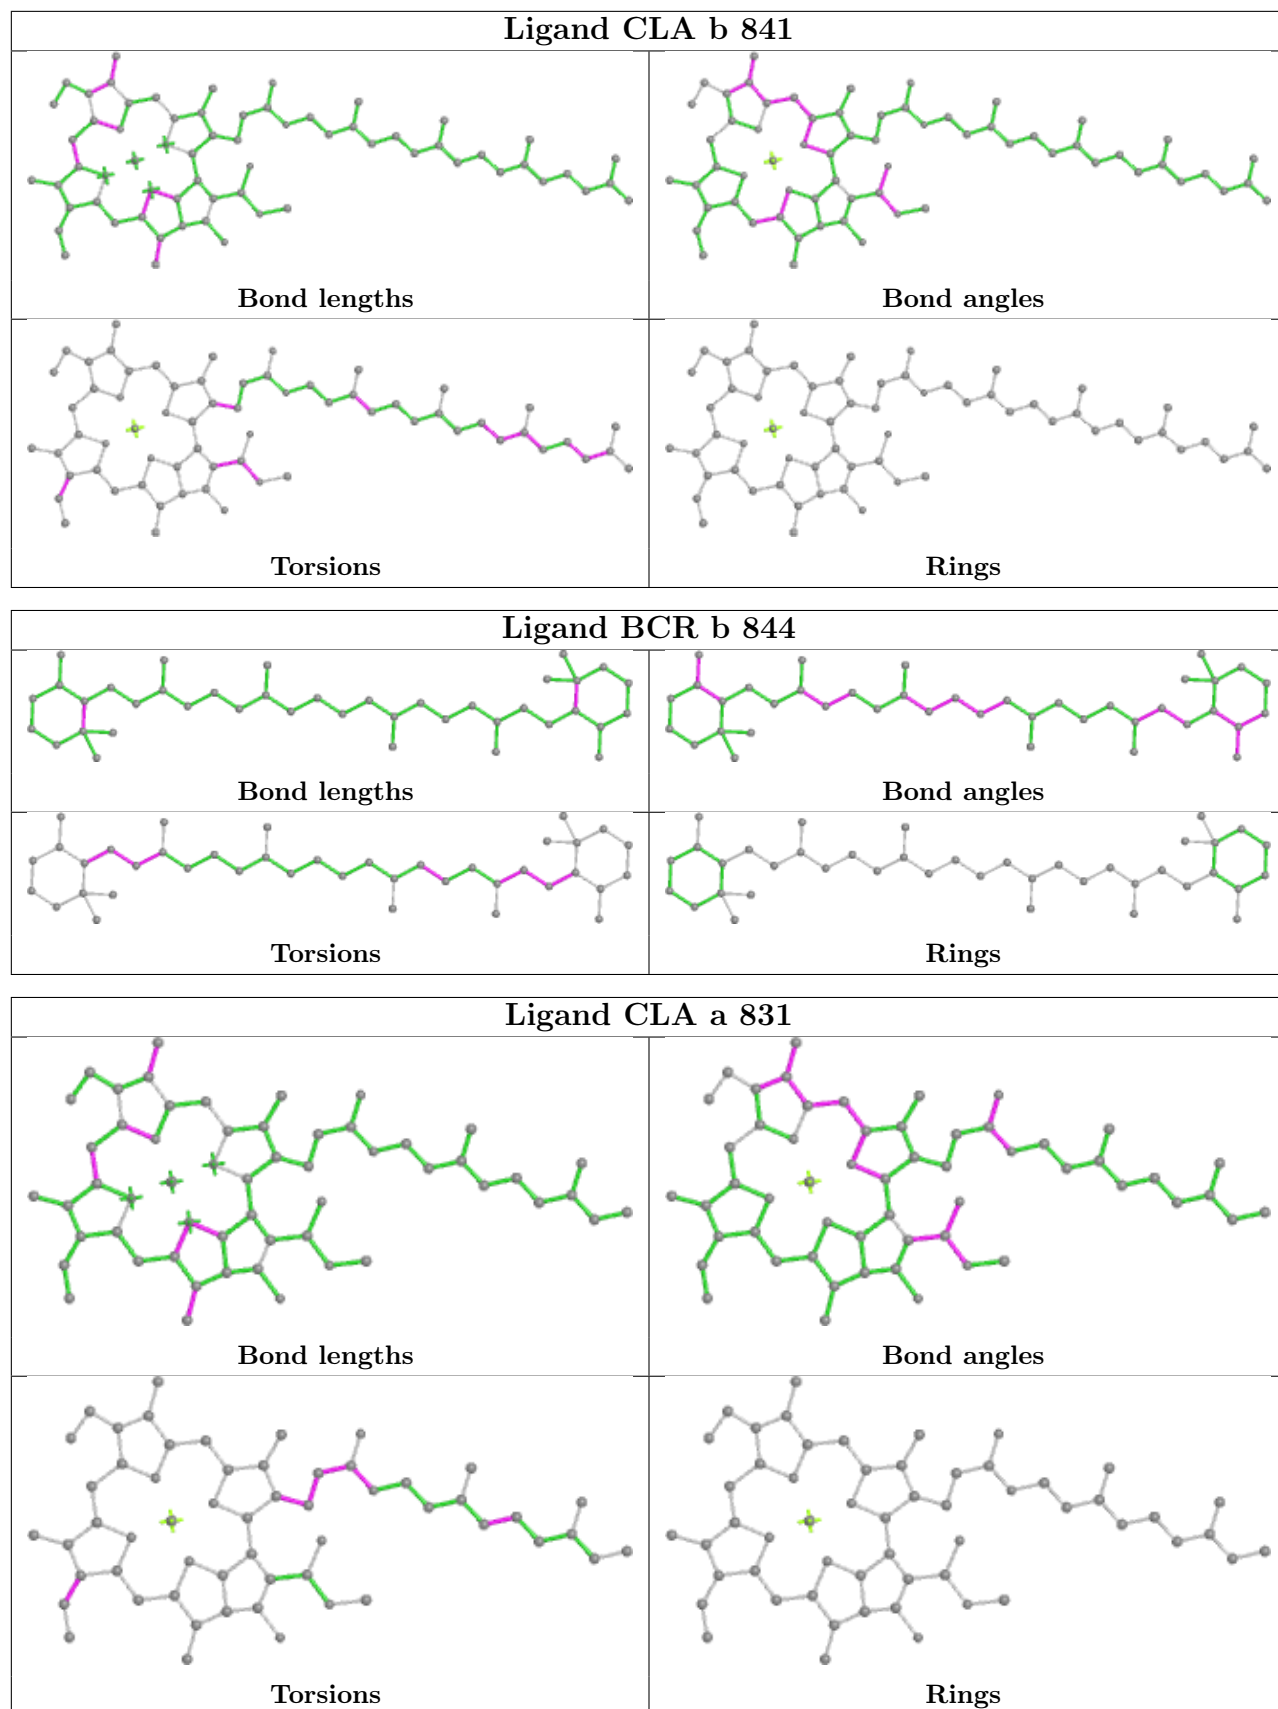 Ligand CLA b 841
Bond lengths
Bond angles
Torsions
Rings
Ligand BCR b 844
Bond lengths
Bond angles
Torsions
Rings
Ligand CLA a 831
Bond lengths
Bond angles
Torsions
Rings